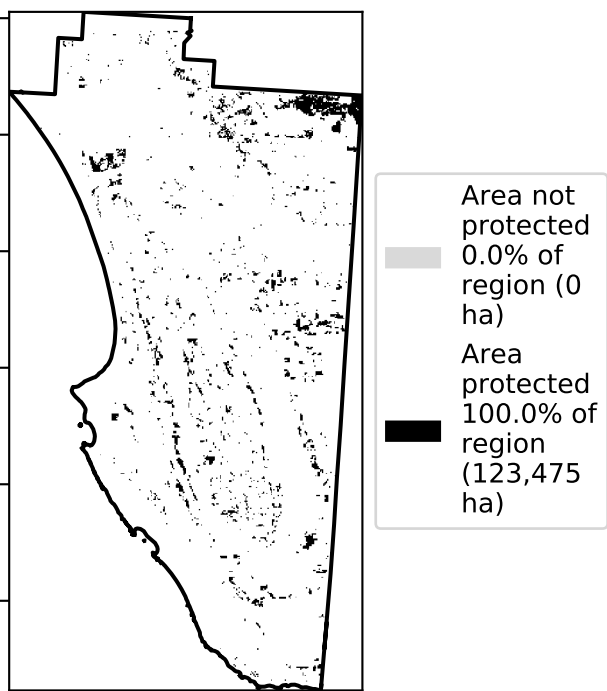 Area not
protected
0.0% of
region (0
ha)
Area
protected
100.0% of
region
(123,475
ha)